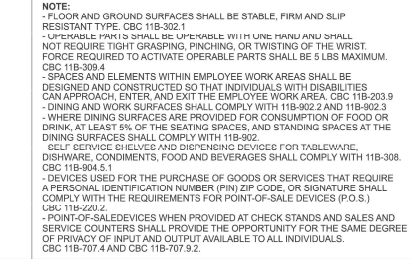 NOTE:
- FLOOR AND GROUND SURFACES SHALL BE STABLE, FIRM AND SLIP
RESISTANT TYPE. CBC 11B-302.1
- OPERABLE PARTS SHALL BE OPERABLE WITH ONE HAND AND SHALL
NOT REQUIRE TIGHT GRASPING, PINCHING, OR TWISTING OF THE WRIST.
FORCE REQUIRED TO ACTIVATE OPERABLE PARTS SHALL BE 5 LBS MAXIMUM.
CBC 11B-309.4
- SPACES AND ELEMENTS WITHIN EMPLOYEE WORK AREAS SHALL BE
DESIGNED AND CONSTRUCTED SO THAT INDIVIDUALS WITH DISABILITIES
CAN APPROACH, ENTER, AND EXIT THE EMPLOYEE WORK AREA. CBC 11B-203.9
- DINING AND WORK SURFACES SHALL COMPLY WITH 11B-902.2 AND 11B-902.3
- WHERE DINING SURFACES ARE PROVIDED FOR CONSUMPTION OF FOOD OR
DRINK, AT LEAST 5% OF THE SEATING SPACES, AND STANDING SPACES AT THE
DINING SURFACES SHALL COMPLY WITH 11B-902.
- SELF SERVICE SHELVES AND DISPENSING DEVICES FOR TABLEWARE,
DISHWARE, CONDIMENTS, FOOD AND BEVERAGES SHALL COMPLY WITH 11B-308.
CBC 11B-904.5.1
- DEVICES USED FOR THE PURCHASE OF GOODS OR SERVICES THAT REQUIRE
A PERSONAL IDENTIFICATION NUMBER (PIN) ZIP CODE, OR SIGNATURE SHALL
COMPLY WITH THE REQUIREMENTS FOR POINT-OF-SALE DEVICES (P.O.S.)
CBC 11B-220.2.
- POINT-OF-SALEDEVICES WHEN PROVIDED AT CHECK STANDS AND SALES AND
SERVICE COUNTERS SHALL PROVIDE THE OPPORTUNITY FOR THE SAME DEGREE
OF PRIVACY OF INPUT AND OUTPUT AVAILABLE TO ALL INDIVIDUALS.
CBC 11B-707.4 AND CBC 11B-707.9.2.